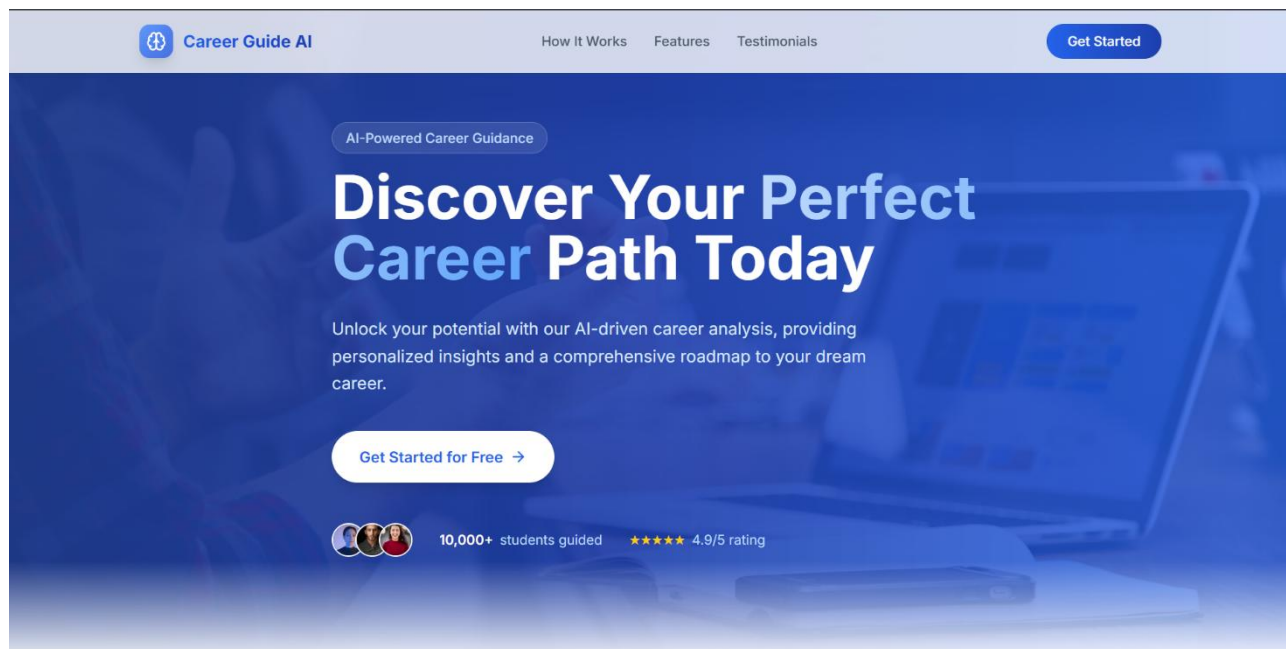 Career Guide AI
How It Works Features Testimonials
Get Started
AI-Powered Career Guidance
Discover Your Perfect
Career Path Today
Unlock your potential with our AI-driven career analysis, providing
personalized insights and a comprehensive roadmap to your dream
career.
Get Started for Free →
10,000+ students guided ★★★★★ 4.9/5 rating